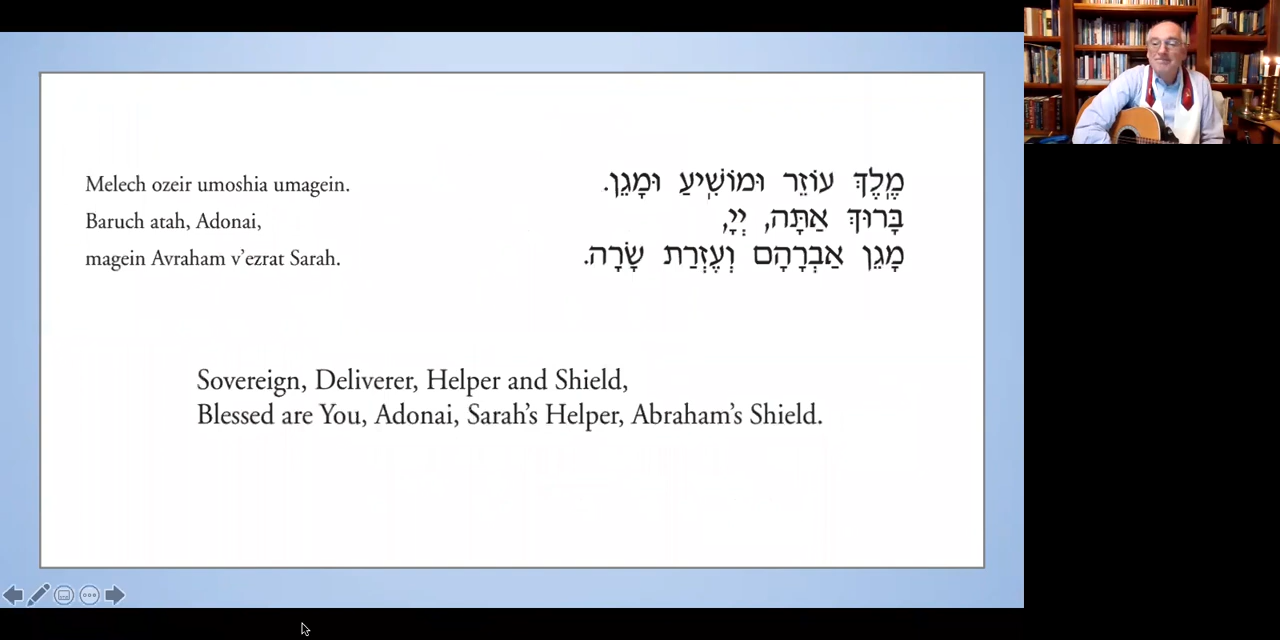 Melech ozeir umoshia umagein.
Baruch atah, Adonai,
magein Avraham v’ezrat Sarah.
מֶֽלֶךְ עוֹזֵר וּמוֹשִֽׁיעַ וּמָגֵן.
בָּרוּךְ אַתָּה, יְיָ,
מָגֵן אַבְרָהָם וְעֶזְרַת שָׂרָה.
Sovereign, Deliverer, Helper and Shield,
Blessed are You, Adonai, Sarah’s Helper, Abraham’s Shield.